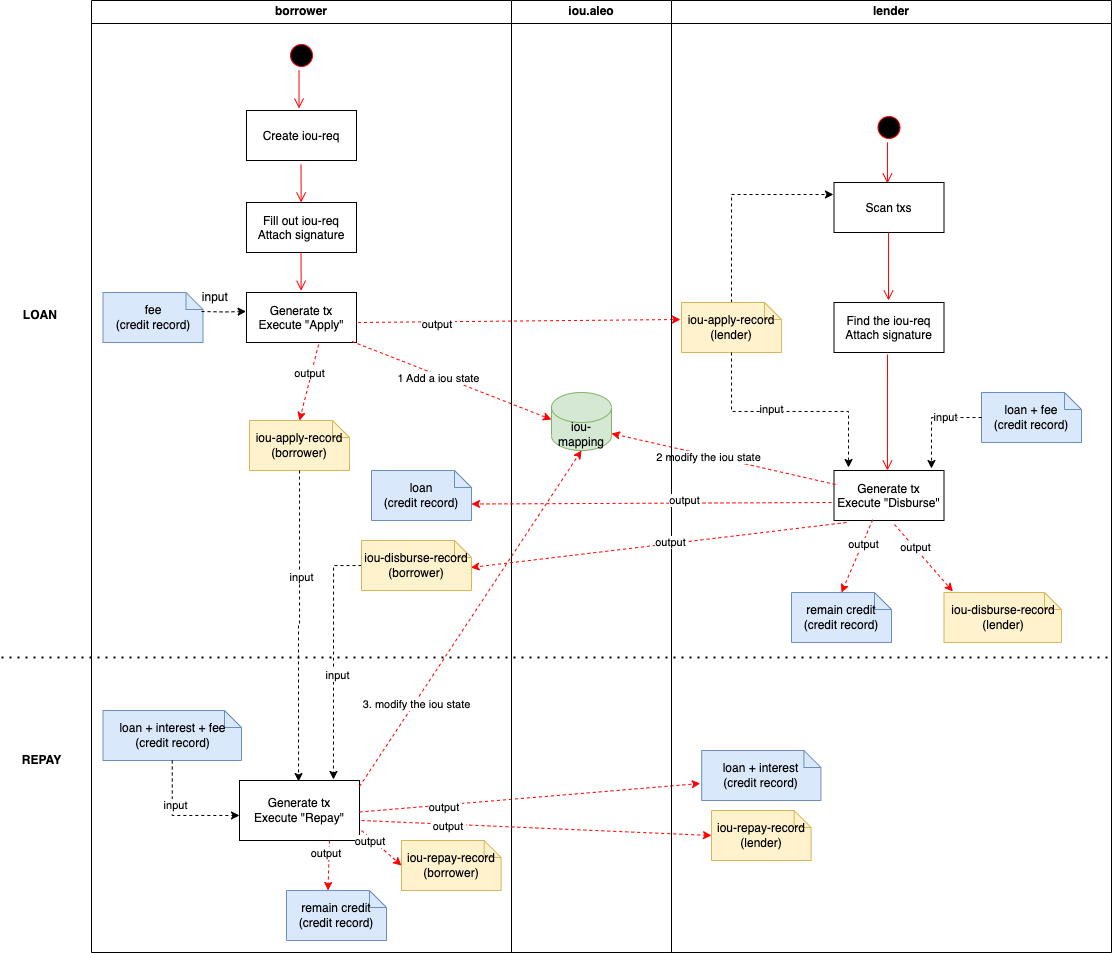 borrower
iou.aleo
lender
Create iou-req
Scan txs
Fill out iou-req
Attach signature
LOAN
fee
(credit record)
input
Generate tx
Execute "Apply"
output
iou-apply-record
(lender)
Find the iou-req
Attach signature
output
1 Add a iou state
iou-apply-record
(borrower)
iou-
mapping
input
input
loan + fee
(credit record)
2 modify the iou state
loan
(credit record)
output
Generate tx
Execute "Disburse"
iou-disburse-record
(borrower)
output
output
output
input
remain credit
(credit record)
iou-disburse-record
(lender)
input
3. modify the iou state
REPAY
loan + interest + fee
(credit record)
input
Generate tx
Execute "Repay"
output
output
output
output
loan + interest
(credit record)
iou-repay-record
(lender)
iou-repay-record
(borrower)
remain credit
(credit record)